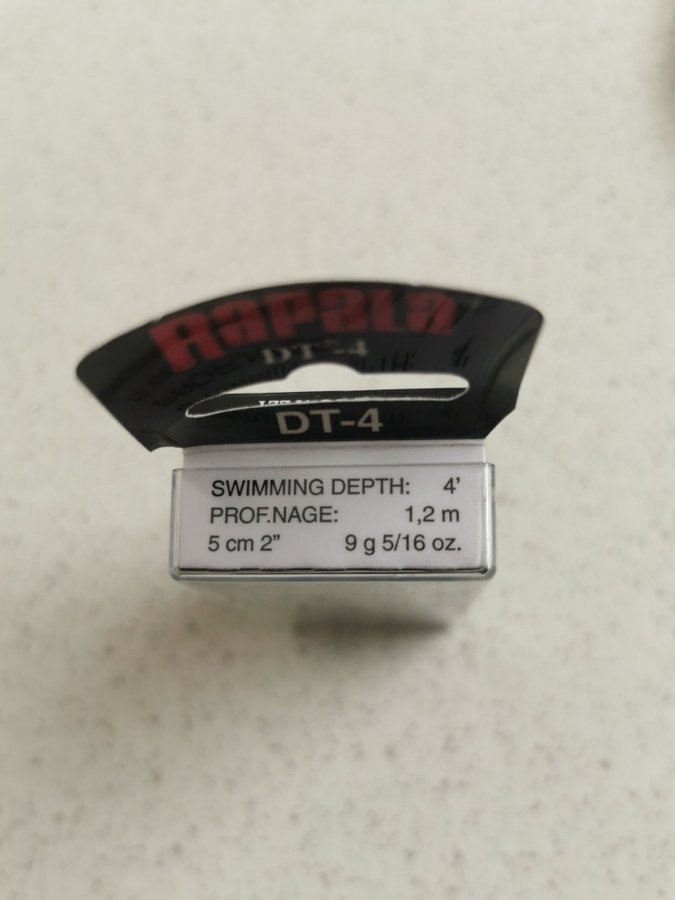 Rapala
DT-4
DT-4
SWIMMING DEPTH: 4'
PROF.NAGE: 1,2 m
5 cm 2” 9 g 5/16 oz.